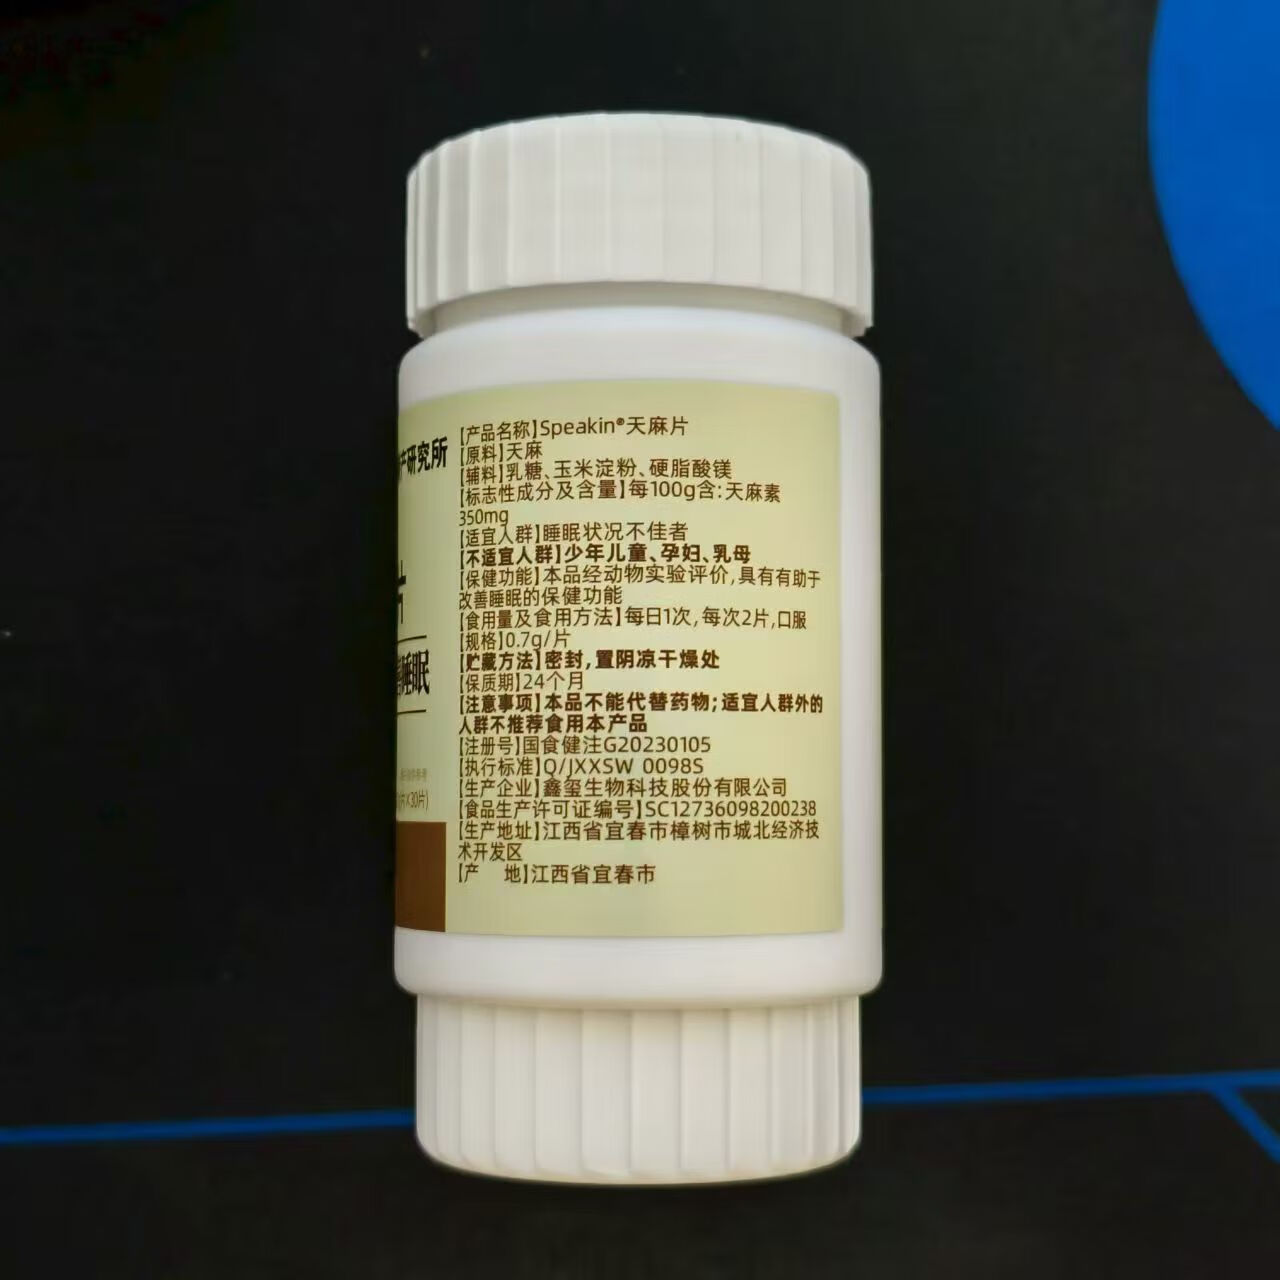 产研究所
片
善睡眠
片×30片)
【产品名称】Speakin®天麻片
【原料】天麻
【辅料】乳糖、玉米淀粉、硬脂酸镁
【标志性成分及含量】每100g含:天麻素
350mg
【适宜人群】睡眠状况不佳者
【不适宜人群】少年儿童、孕妇、乳母
【保健功能】本品经动物实验评价,具有有助于
改善睡眠的保健功能
【食用量及食用方法】每日1次,每次2片,口服
【规格】0.7g/片
【贮藏方法】密封,置阴凉干燥处
【保质期】24个月
【注意事项】本品不能代替药物;适宜人群外的
人群不推荐食用本产品
【注册号】国食健注G20230105
【执行标准】Q/JXXSW 0098S
【生产企业】鑫玺生物科技股份有限公司
【食品生产许可证编号】SC12736098200238
【生产地址】江西省宜春市樟树市城北经济技
术开发区
【产 地】江西省宜春市